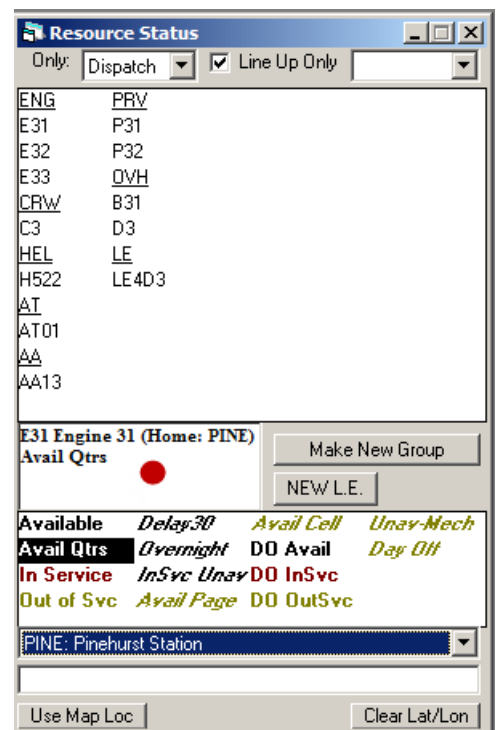 Resource Status
Only: Dispatch Line Up Only
ENG PRV
E31 P31
E32 P32
E33 OVH
CRW B31
C3 D3
HEL LE
H522 LE4D3
AT
AT01
AA
AA13
E31 Engine 31 (Home: PINE)
Avail Qtrs
Make New Group
NEW L.E.
Available Delay30 Avail Cell Unav-Mech
Avail Qtrs Overnight DO Avail Day Off
In Service InSvc Unav DO InSvc
Out of Svc Avail Page DO OutSvc
PINE: Pinehurst Station
Use Map Loc Clear Lat/Lon